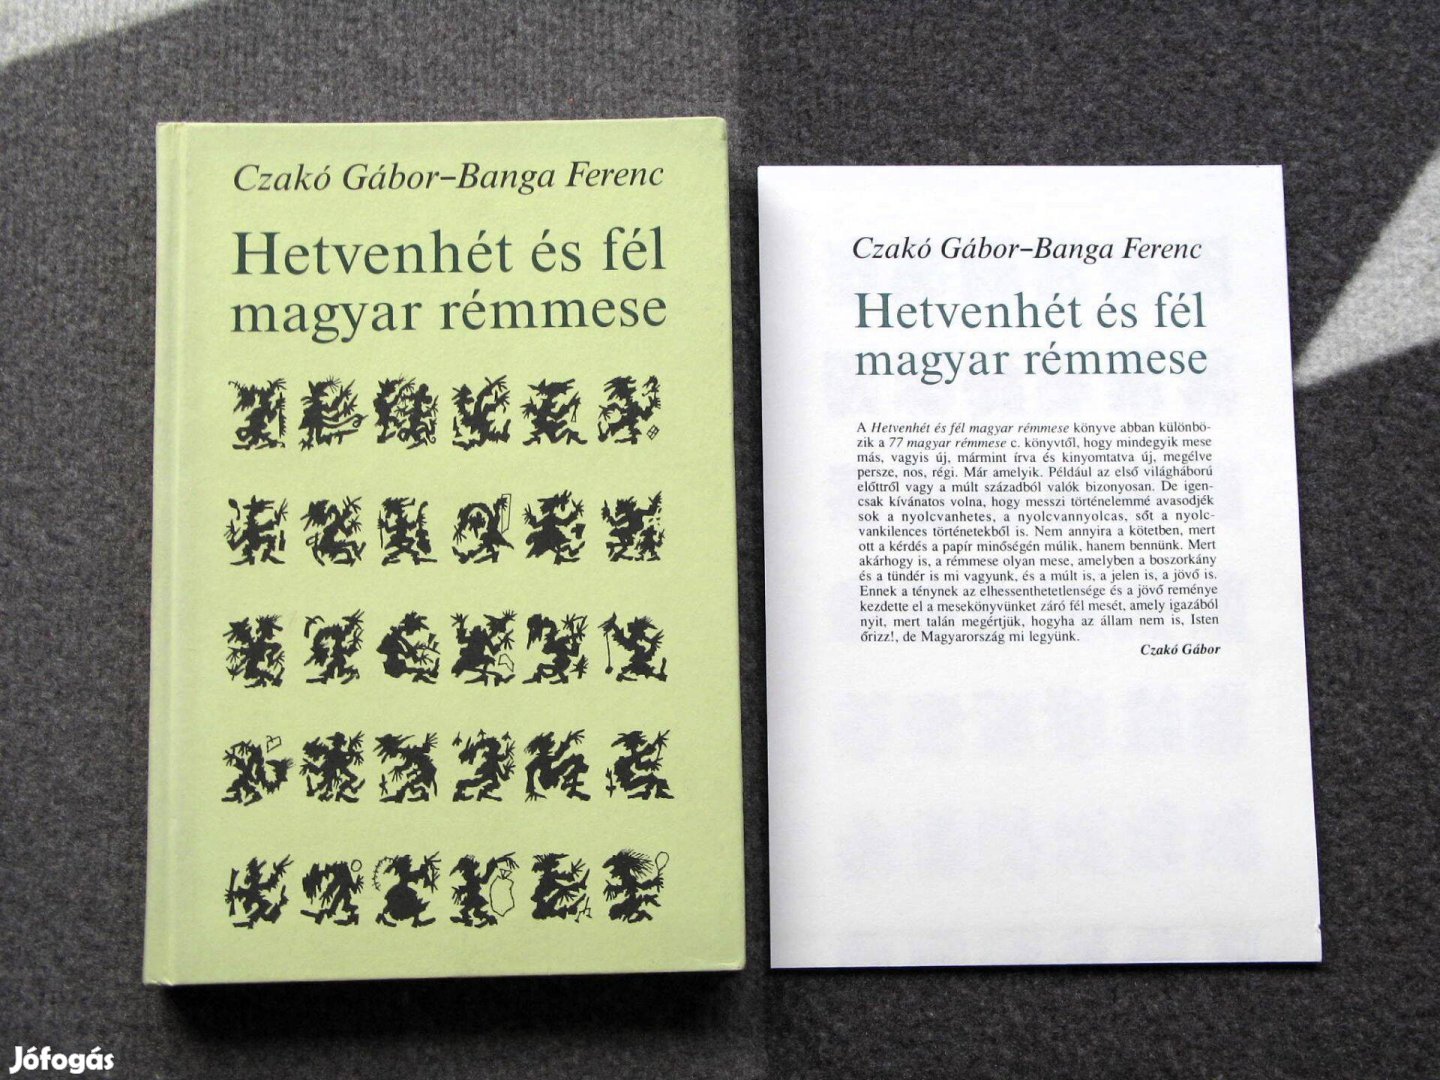 Czakó Gábor–Banga Ferenc
Hetvenhét és fél
magyar rémmese
Czakó Gábor–Banga Ferenc
Hetvenhét és fél
magyar rémmese
A Hetvenhét és fél magyar rémmese könyve abban különbö-
zik a 77 magyar rémmese c. könyvtől, hogy mindegyik mese
más, vagyis új, mármint írva és kinyomtatva új, megélve
persze, nos, régi. Már amelyik. Például az első világháború
előttről vagy a múlt századból valók bizonyosan. De igen-
csak kívánatos volna, hogy messzi történelemmé avasodjék
sok a nyolcvanhetes, a nyolcvannyolcas, sőt a nyolc-
vankilences történetekből is. Nem annyira a kötetben, mert
ott a kérdés a papír minőségén múlik, hanem bennünk. Mert
akárhogy is, a rémmese olyan mese, amelyben a boszorkány
és a tündér is mi vagyunk, és a múlt is, a jelen is, a jövő is.
Ennek a ténynek az elhessenthetetlensége és a jövő reménye
kezdette el a mesekönyvünket záró fél mesét, amely igazából
nyit, mert talán megértjük, hogyha az állam nem is, Isten
őrizz!, de Magyarország mi legyünk.
Czakó Gábor
Jófogás